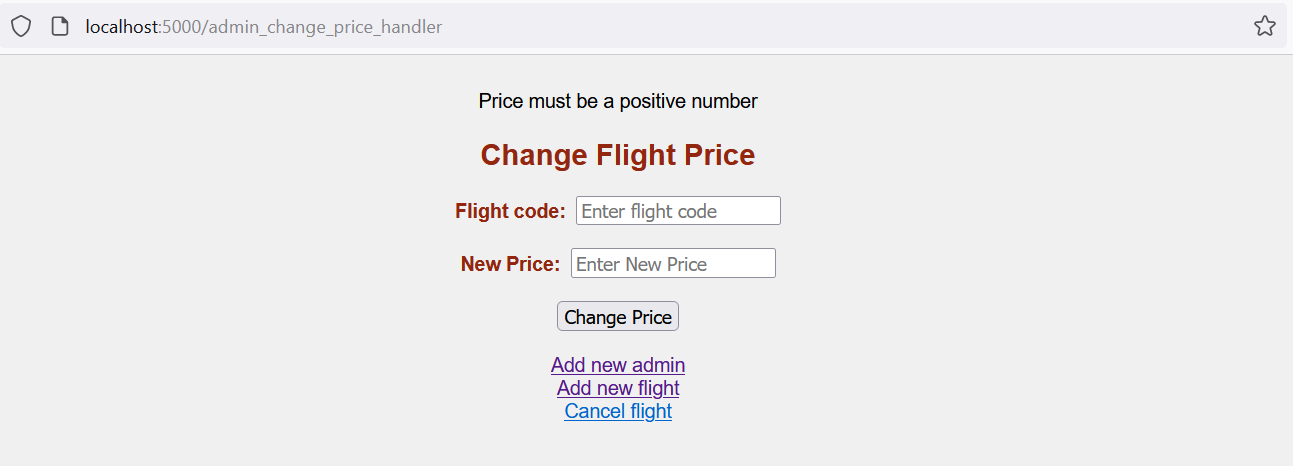 localhost:5000/admin_change_price_handler
Price must be a positive number
Change Flight Price
Flight code: Enter flight code
New Price: Enter New Price
Change Price
Add new admin
Add new flight
Cancel flight